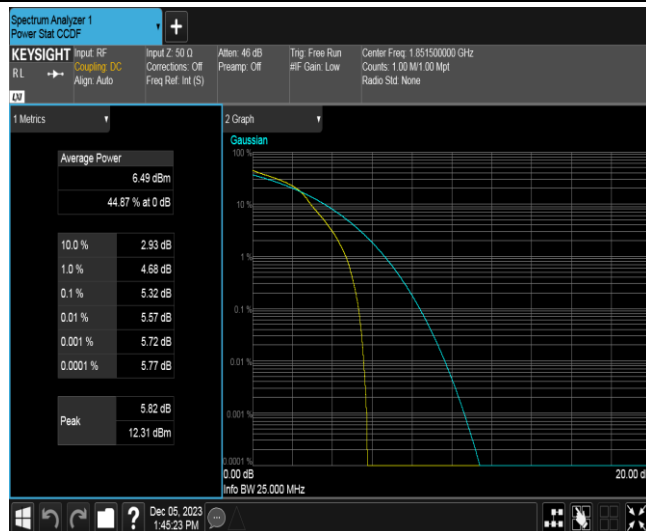 Spectrum Analyzer 1
Power Stat CCDF
+
KEYSIGHT
RL
Input: RF
Coupling: DC
Align: Auto
Input Z: 50 Ω
Corrections: Off
Freq Ref: Int (S)
Atten: 46 dB
Preamp: Off
Trig: Free Run
#IF Gain: Low
Center Freq: 1.851500000 GHz
Counts: 1.00 M/1.00 Mpt
Radio Std: None
LXI
1 Metrics
Average Power
6.49 dBm
44.87 % at 0 dB
10.0 % 2.93 dB
1.0 % 4.68 dB
0.1 % 5.32 dB
0.01 % 5.57 dB
0.001 % 5.72 dB
0.0001 % 5.77 dB
Peak
5.82 dB
12.31 dBm
2 Graph
Gaussian
100 %
10 %
1 %
0.1 %
0.01 %
0.001 %
0.0001 %
0.00 dB
20.00 d
Info BW 25.000 MHz
?
Dec 05, 2023
1:45:23 PM